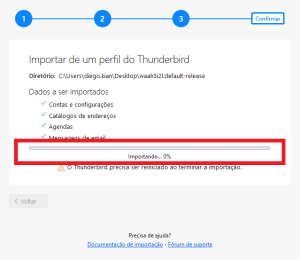 1
2
3
Confirmar
Importar de um perfil do Thunderbird
Diretório: C:\Users\diego.kian\Desktop\waah5i2l.default-release
Dados a ser importados
Contas e configurações
Catálogos de endereços
Agendas
Mensagens de email
Importando... 0%
O Thunderbird precisa ser reiniciado ao terminar a importação.
Voltar
Precisa de ajuda?
Documentação de importação - Fórum de suporte